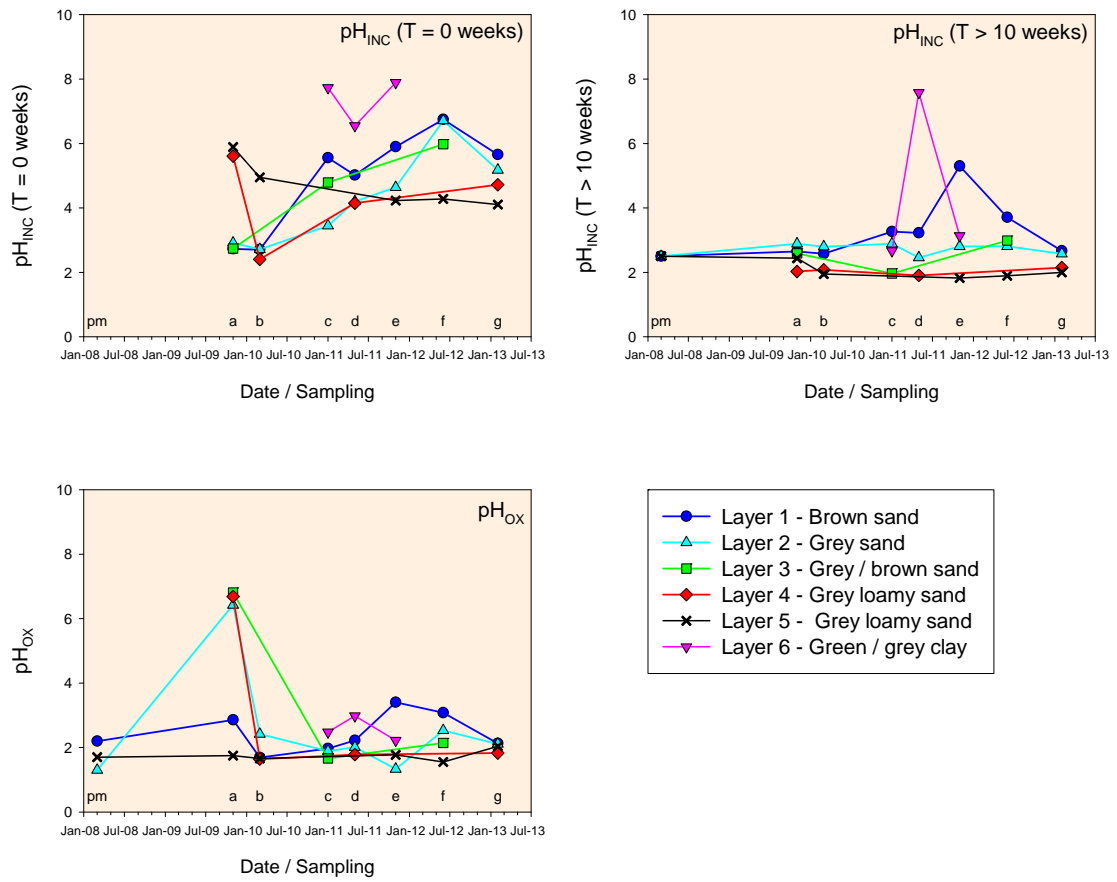 pH_INC (T = 0 weeks)
pH_INC (T = 0 weeks)
10
8
6
4
2
0
pm a b c d e f g
Jan-08 Jul-08 Jan-09 Jul-09 Jan-10 Jul-10 Jan-11 Jul-11 Jan-12 Jul-12 Jan-13 Jul-13
Date / Sampling
pH_INC (T > 10 weeks)
pH_INC (T > 10 weeks)
10
8
6
4
2
0
pm a b c d e f g
Jan-08 Jul-08 Jan-09 Jul-09 Jan-10 Jul-10 Jan-11 Jul-11 Jan-12 Jul-12 Jan-13 Jul-13
Date / Sampling
pH_OX
pH_OX
10
8
6
4
2
0
pm a b c d e f g
Jan-08 Jul-08 Jan-09 Jul-09 Jan-10 Jul-10 Jan-11 Jul-11 Jan-12 Jul-12 Jan-13 Jul-13
Date / Sampling
Layer 1 - Brown sand
Layer 2 - Grey sand
Layer 3 - Grey / brown sand
Layer 4 - Grey loamy sand
Layer 5 - Grey loamy sand
Layer 6 - Green / grey clay